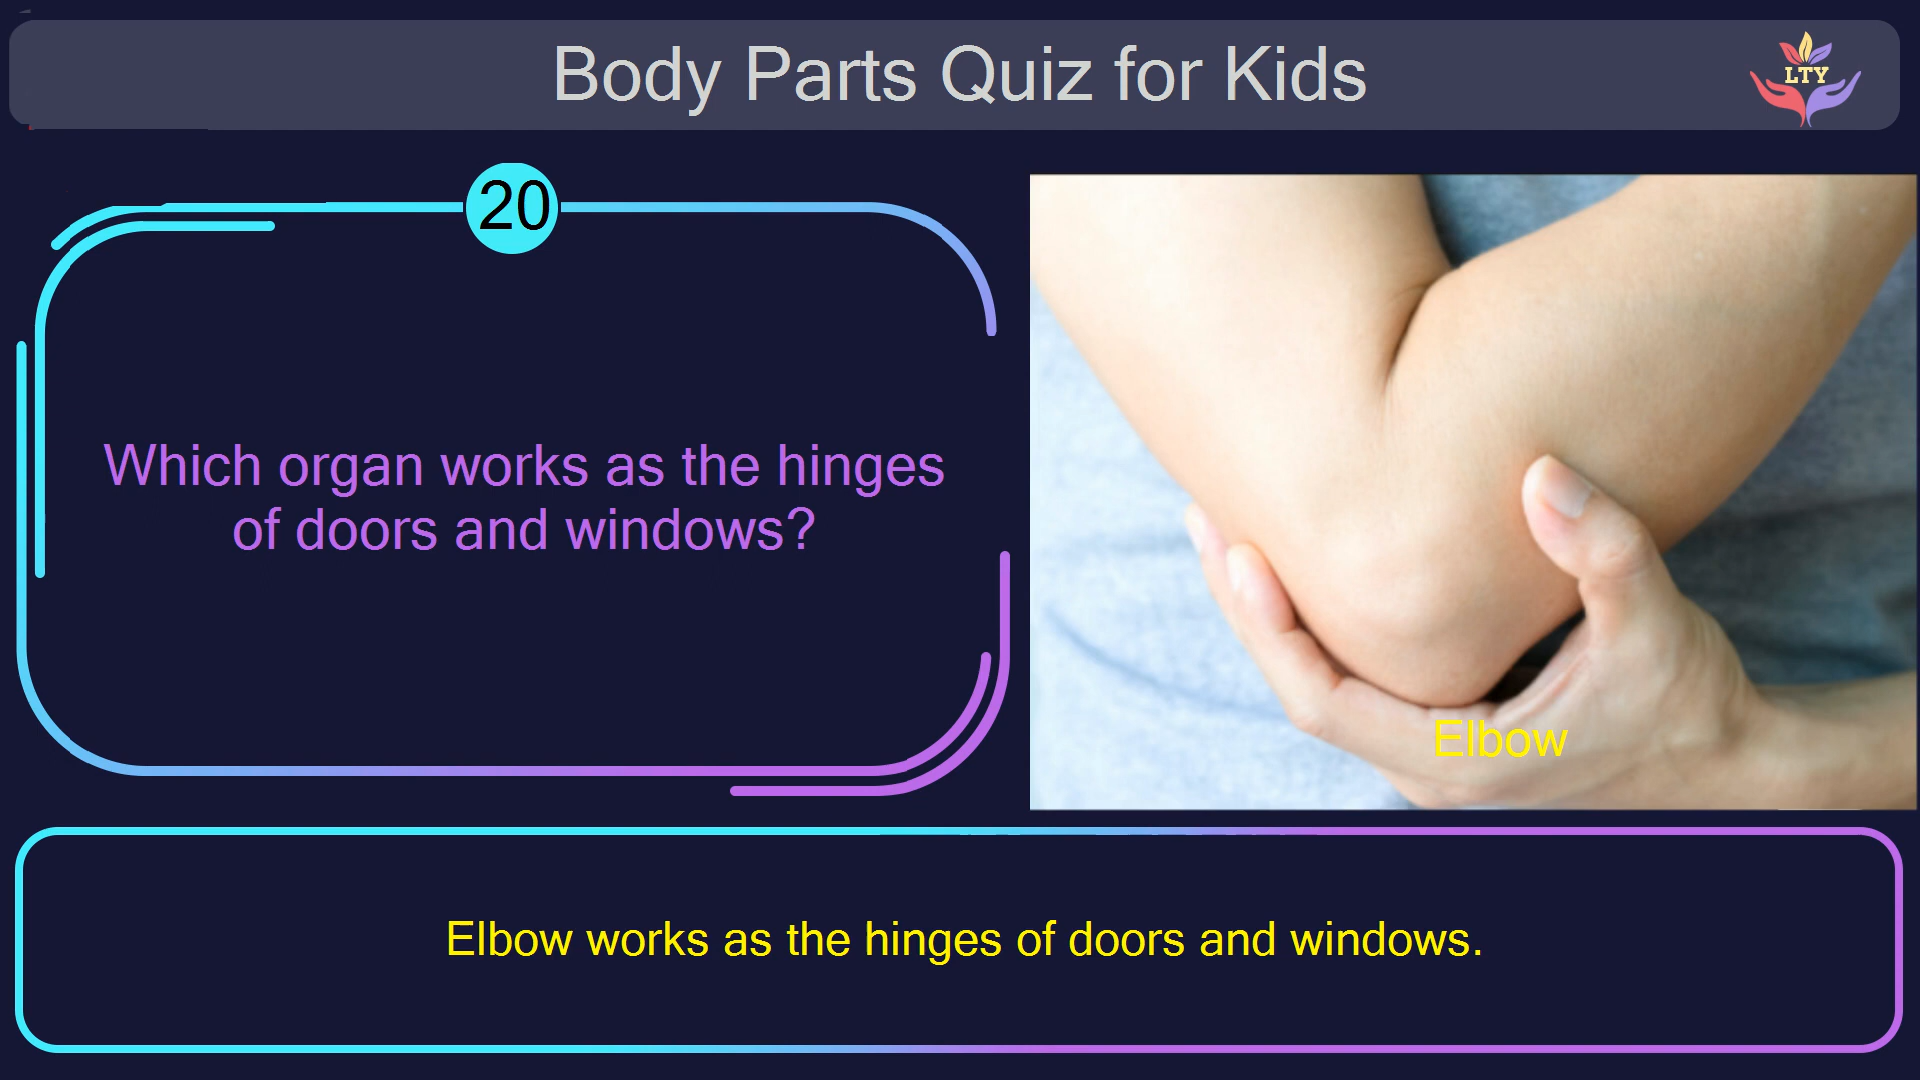 Body Parts Quiz for Kids
LTY
20
Which organ works as the hinges
of doors and windows?
Elbow
Elbow works as the hinges of doors and windows.